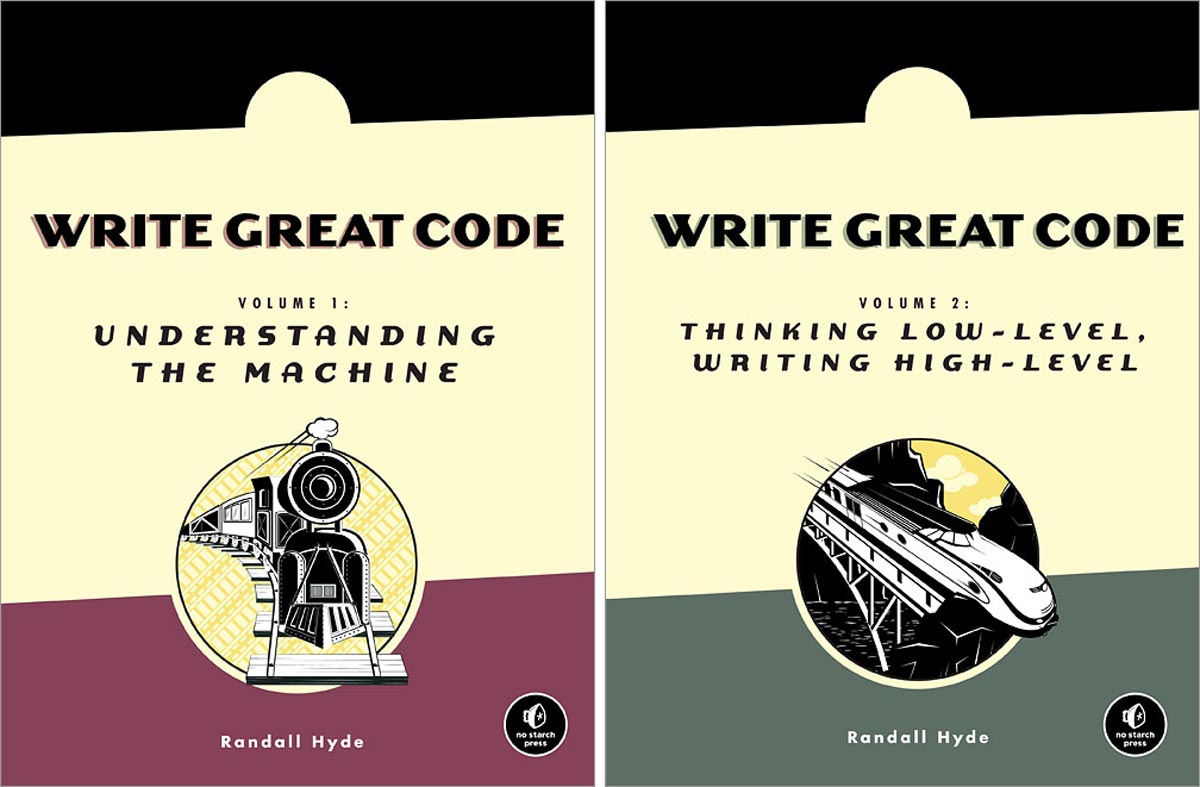 WRITE GREAT CODE
VOLUME 1:
UNDERSTANDING
THE MACHINE
Randall Hyde
no starch
press
WRITE GREAT CODE
VOLUME 2:
THINKING LOW-LEVEL,
WRITING HIGH-LEVEL
Randall Hyde
no starch
press